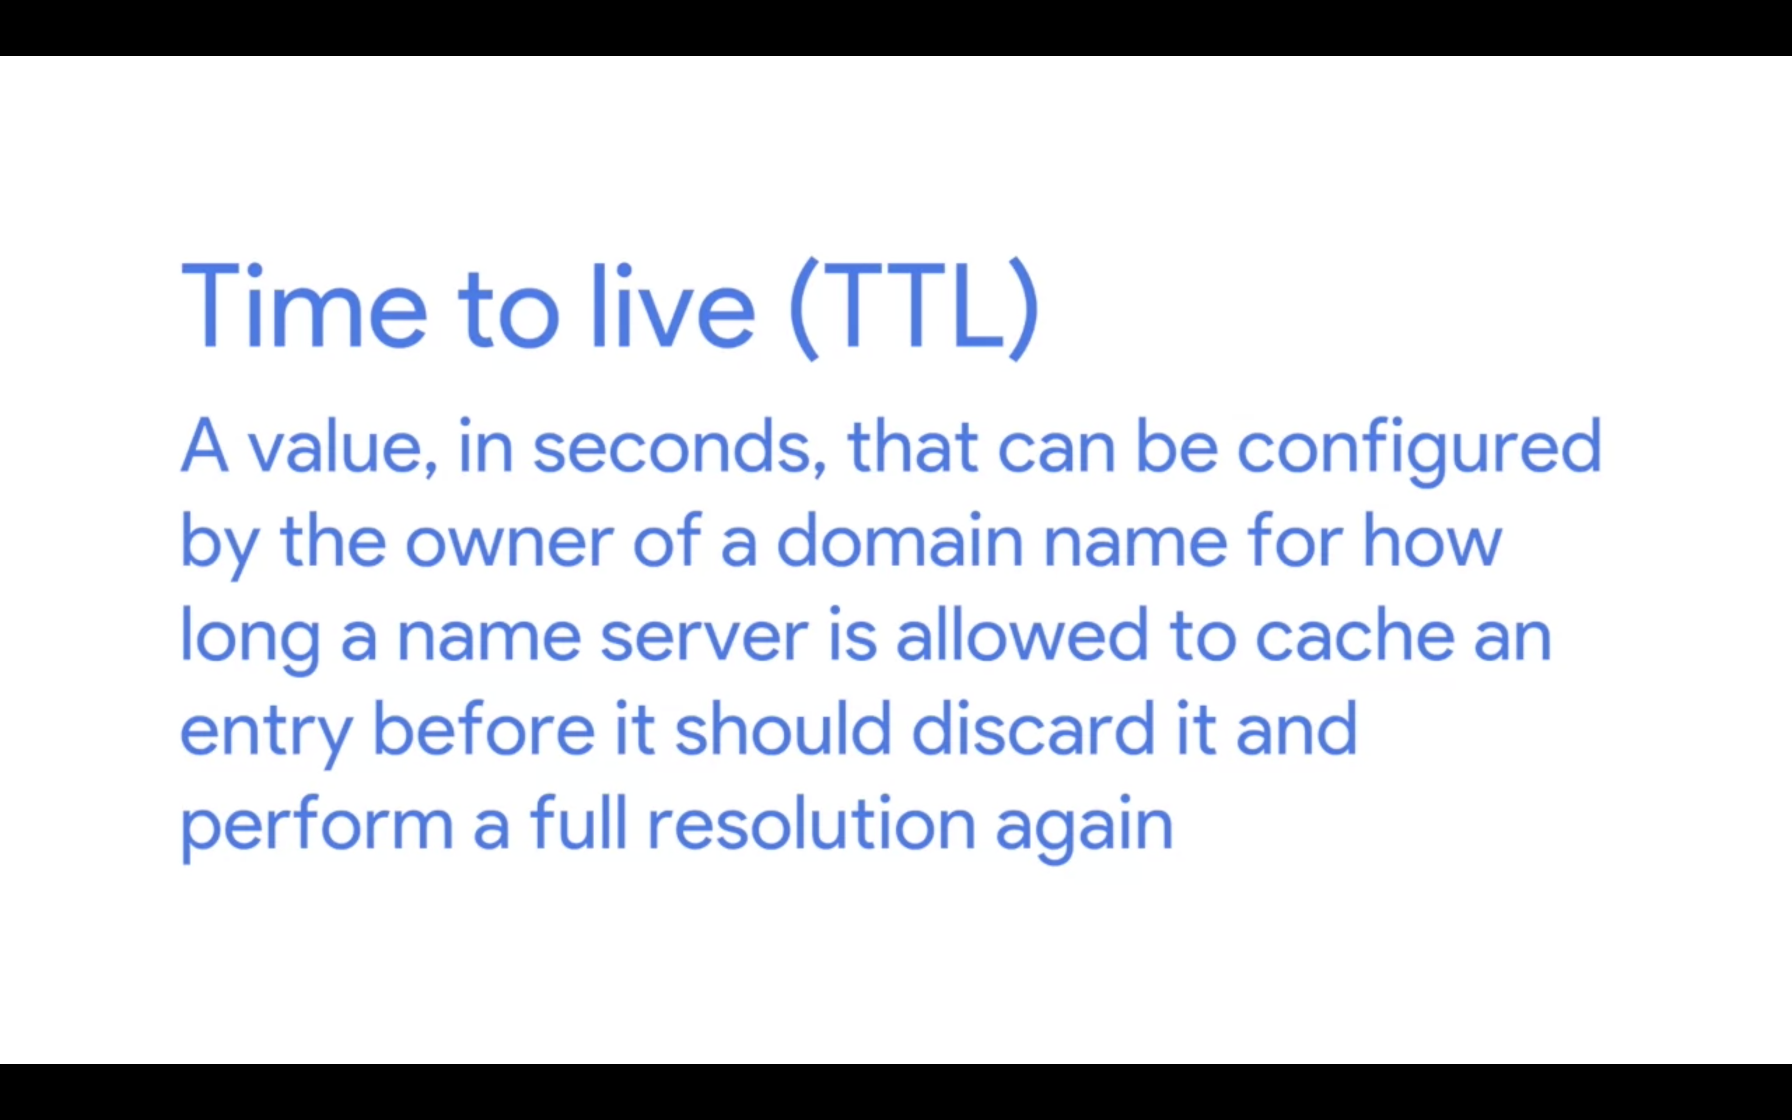 Time to live (TTL)
A value, in seconds, that can be configured
by the owner of a domain name for how
long a name server is allowed to cache an
entry before it should discard it and
perform a full resolution again